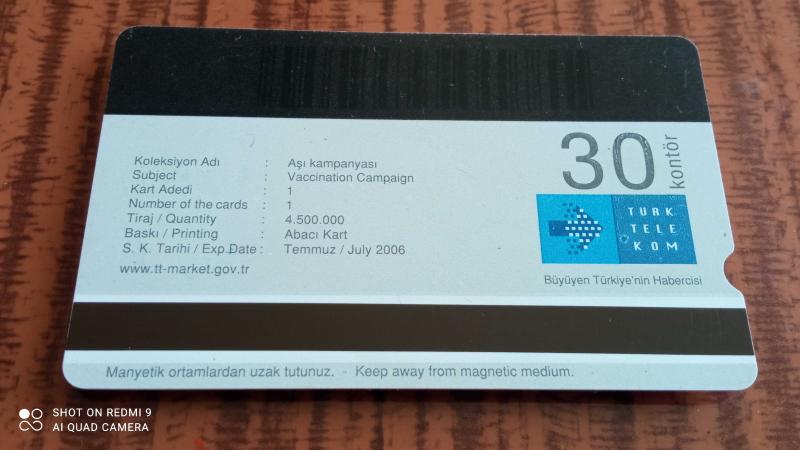 Koleksiyon Adı : Aşı kampanyası
Subject : Vaccination Campaign
Kart Adedi : 1
Number of the cards : 1
Tiraj / Quantity : 4.500.000
Baskı / Printing : Abacı Kart
S. K. Tarihi / Exp.Date : Temmuz / July 2006
www.tt-market.gov.tr
30 kontör
TURK
TELE
KOM
Büyüyen Türkiye'nin Habercisi
Manyetik ortamlardan uzak tutunuz. - Keep away from magnetic medium.
SHOT ON REDMI 9
AI QUAD CAMERA